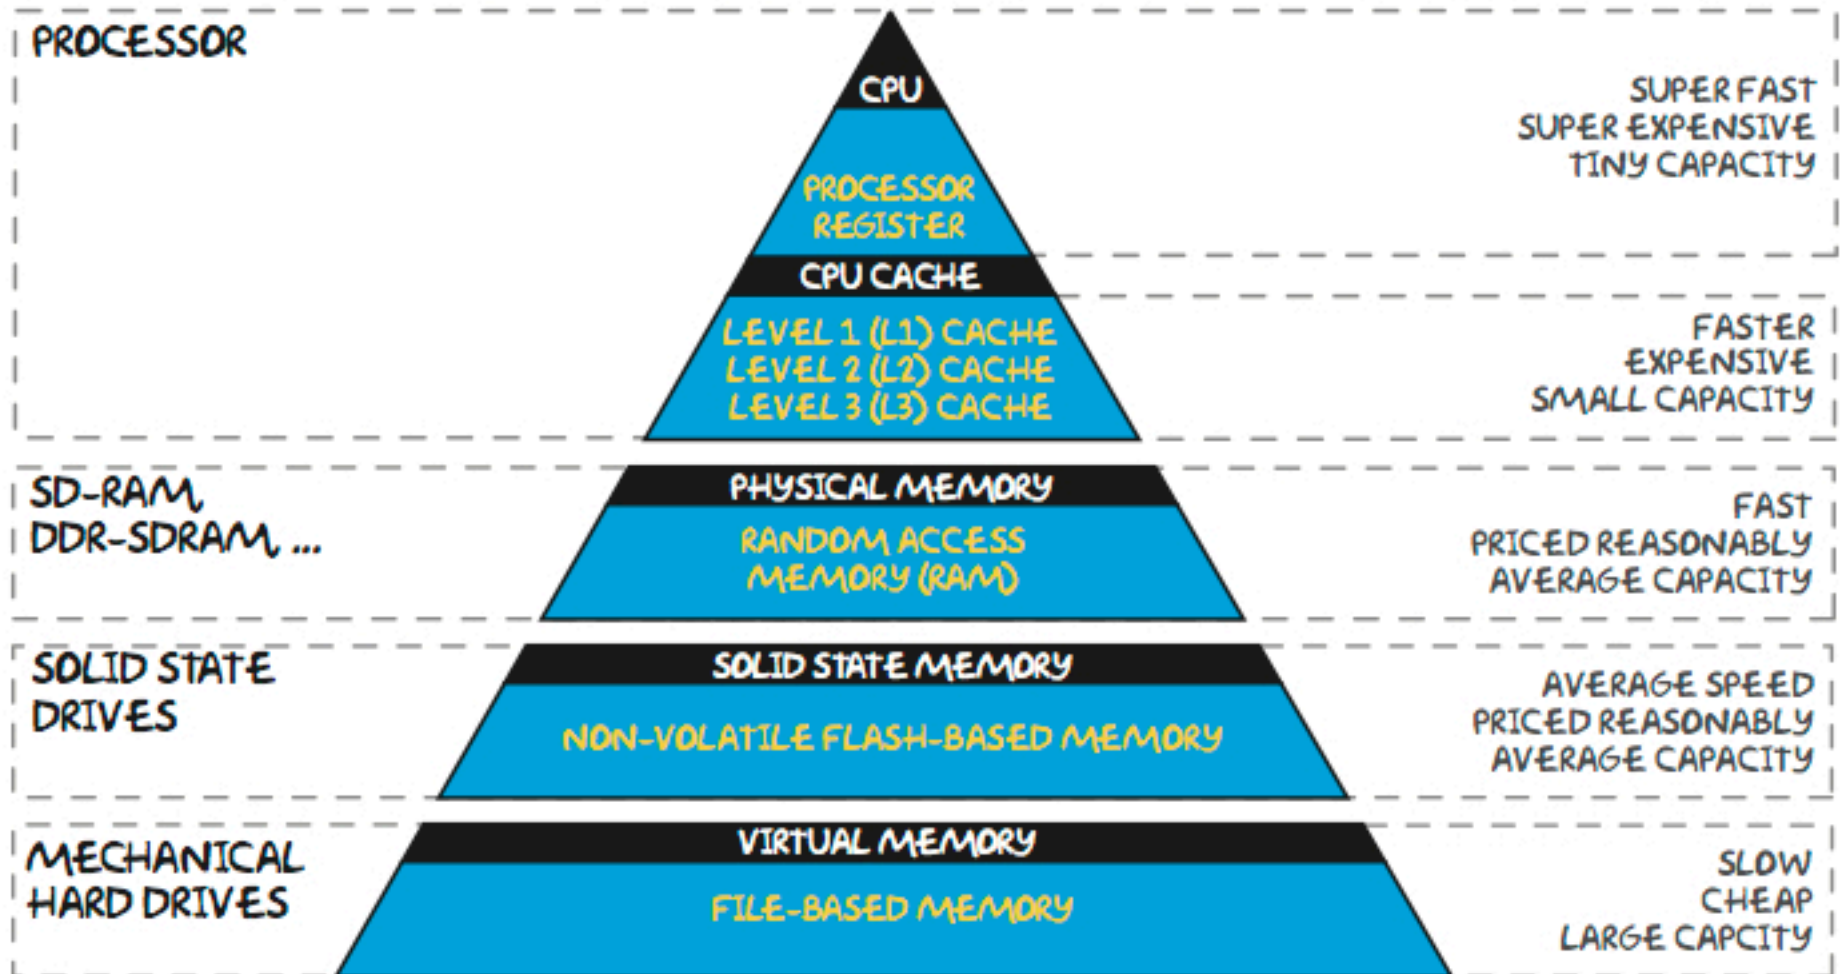 PROCESSOR
CPU
SUPER FAST
SUPER EXPENSIVE
TINY CAPACITY
PROCESSOR
REGISTER
CPU CACHE
LEVEL 1 (L1) CACHE
LEVEL 2 (L2) CACHE
LEVEL 3 (L3) CACHE
FASTER
EXPENSIVE
SMALL CAPACITY
SD-RAM,
DDR-SDRAM, ...
PHYSICAL MEMORY
RANDOM ACCESS
MEMORY (RAM)
FAST
PRICED REASONABLY
AVERAGE CAPACITY
SOLID STATE
DRIVES
SOLID STATE MEMORY
NON-VOLATILE FLASH-BASED MEMORY
AVERAGE SPEED
PRICED REASONABLY
AVERAGE CAPACITY
MECHANICAL
HARD DRIVES
VIRTUAL MEMORY
FILE-BASED MEMORY
SLOW
CHEAP
LARGE CAPCITY